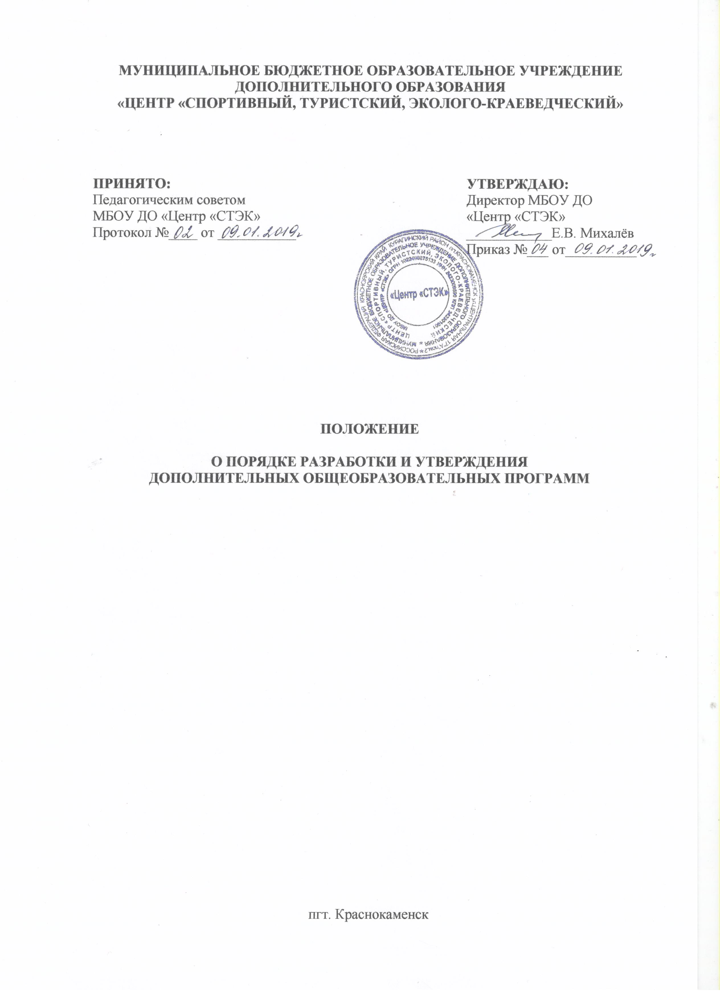 МУНИЦИПАЛЬНОЕ БЮДЖЕТНОЕ ОБРАЗОВАТЕЛЬНОЕ УЧРЕЖДЕНИЕ
ДОПОЛНИТЕЛЬНОГО ОБРАЗОВАНИЯ
«ЦЕНТР «СПОРТИВНЫЙ, ТУРИСТСКИЙ, ЭКОЛОГО-КРАЕВЕДЧЕСКИЙ»
ПРИНЯТО:
Педагогическим советом
МБОУ ДО «Центр «СТЭК»
Протокол № 02 от 09.01.2019г
УТВЕРЖДАЮ:
Директор МБОУ ДО
«Центр «СТЭК»
Е.В. Михалёв
Приказ № 04 от 09.01.2019г
РОССИЙСКАЯ ФЕДЕРАЦИЯ КРАСНОЯРСКИЙ КРАЙ КУРАГИНСКИЙ РАЙОН пгт.КРАСНОКАМЕНСК ул.ЦЕНТРАЛЬНАЯ 17"А"пом.2 *
МУНИЦИПАЛЬНОЕ БЮДЖЕТНОЕ ОБРАЗОВАТЕЛЬНОЕ УЧРЕЖДЕНИЕ ДОПОЛНИТЕЛЬНОГО ОБРАЗОВАНИЯ *
ЦЕНТР «СПОРТИВНЫЙ, ТУРИСТСКИЙ, ЭКОЛОГО-КРАЕВЕДЧЕСКИЙ
МБОУ ДО «ЦЕНТР «СТЭК» ОГРН ИНН 2423009590 КПП 242301001
«Центр «СТЭК»
ПОЛОЖЕНИЕ
О ПОРЯДКЕ РАЗРАБОТКИ И УТВЕРЖДЕНИЯ
ДОПОЛНИТЕЛЬНЫХ ОБЩЕОБРАЗОВАТЕЛЬНЫХ ПРОГРАММ
пгт. Краснокаменск